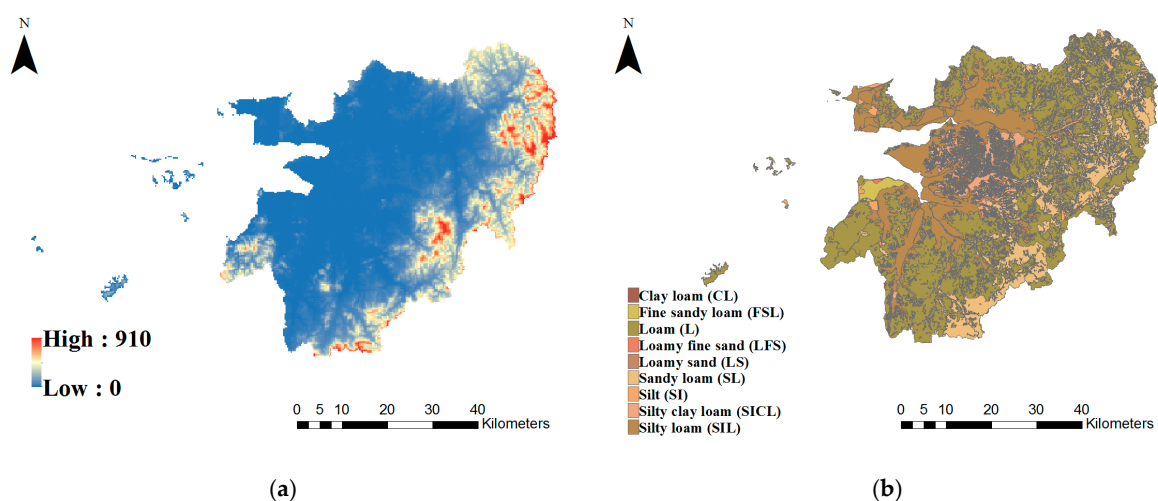 N
High : 910
Low : 0
0 5 10 20 30 40
Kilometers
(a)
N
Clay loam (CL)
Fine sandy loam (FSL)
Loam (L)
Loamy fine sand (LFS)
Loamy sand (LS)
Sandy loam (SL)
Silt (SI)
Silty clay loam (SICL)
Silty loam (SIL)
0 5 10 20 30 40
Kilometers
(b)